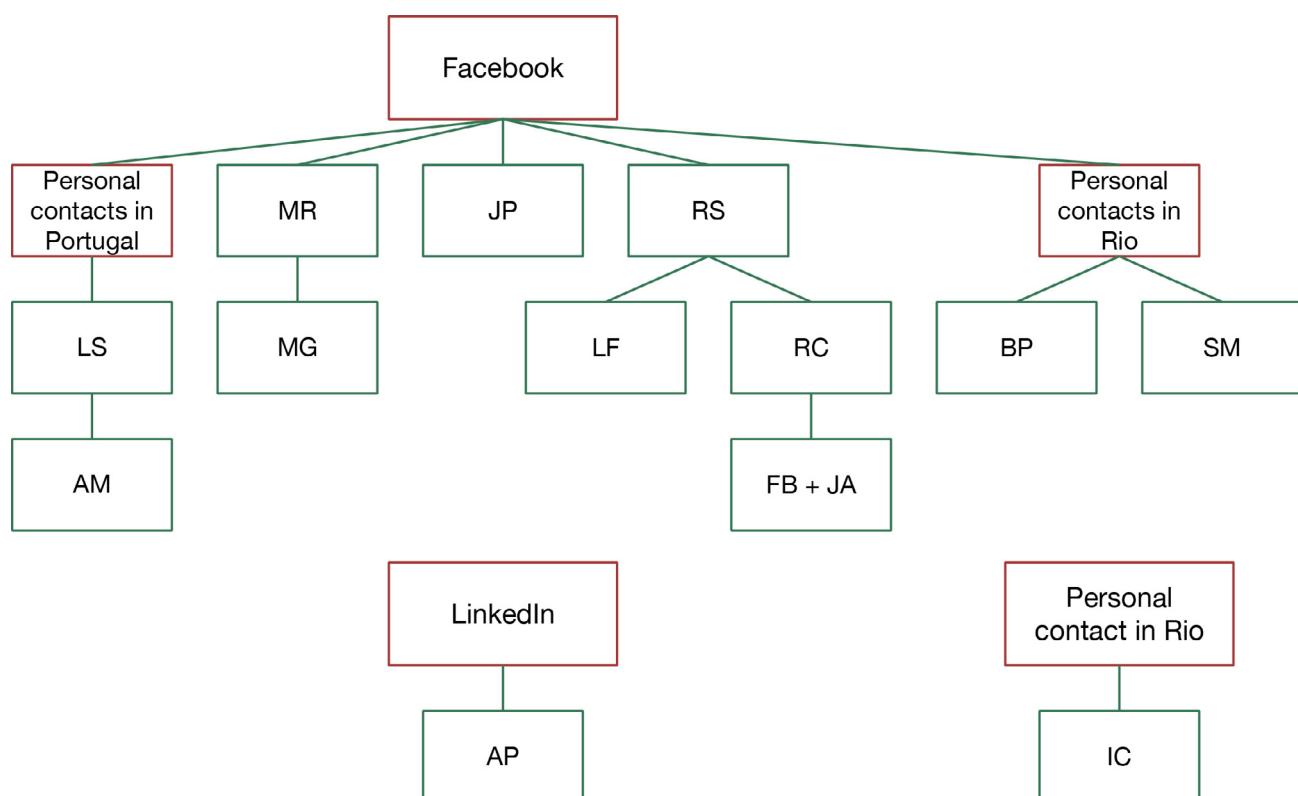 Facebook
Personal
contacts in
Portugal
MR
JP
RS
Personal
contacts in
Rio
LS
MG
LF
RC
BP
SM
AM
FB + JA
LinkedIn
Personal
contact in Rio
AP
IC